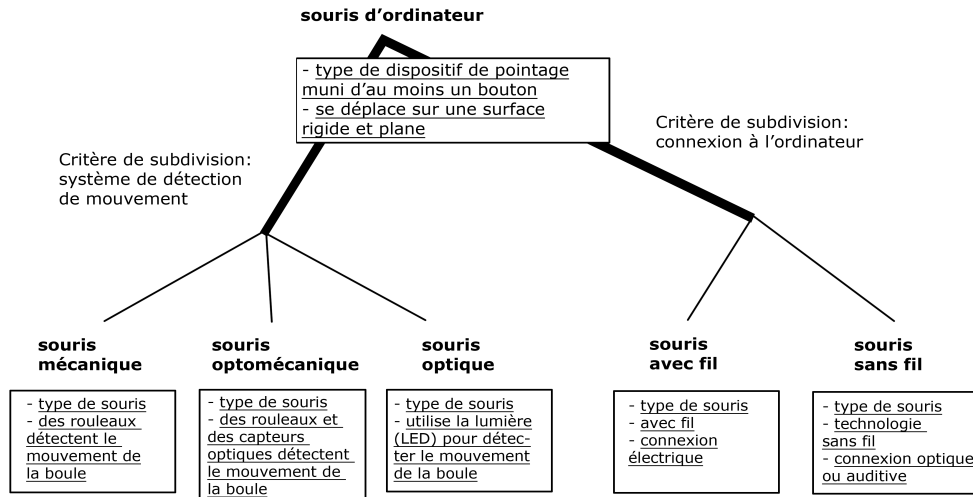 souris d'ordinateur
- type de dispositif de pointage
muni d'au moins un bouton
- se déplace sur une surface
rigide et plane
Critère de subdivision:
système de détection
de mouvement
Critère de subdivision:
connexion à l'ordinateur
souris
mécanique
- type de souris
- des rouleaux
détectent le
mouvement de
la boule
souris
optomécanique
- type de souris
- des rouleaux et
des capteurs
optiques détectent
le mouvement de
la boule
souris
optique
- type de souris
- utilise la lumière
(LED) pour détec-
ter le mouvement
de la boule
souris
avec fil
- type de souris
- avec fil
- connexion
électrique
souris
sans fil
- type de souris
- technologie
sans fil
- connexion optique
ou auditive